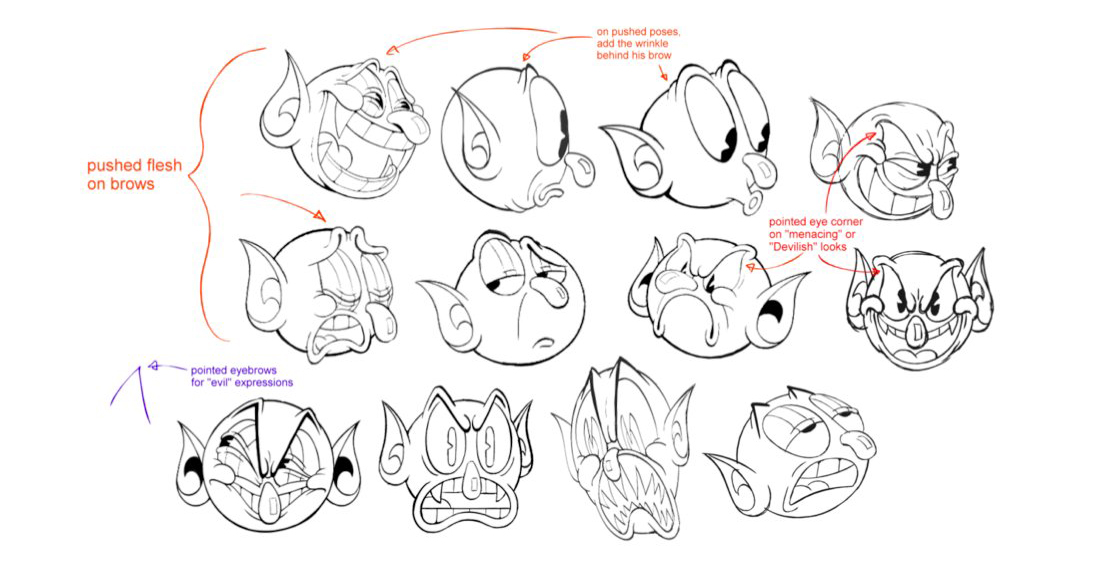 on pushed poses,
add the wrinkle
behind his brow
pushed flesh
on brows
pointed eye corner
on "menacing" or
"Devilish" looks
pointed eyebrows
for "evil" expressions